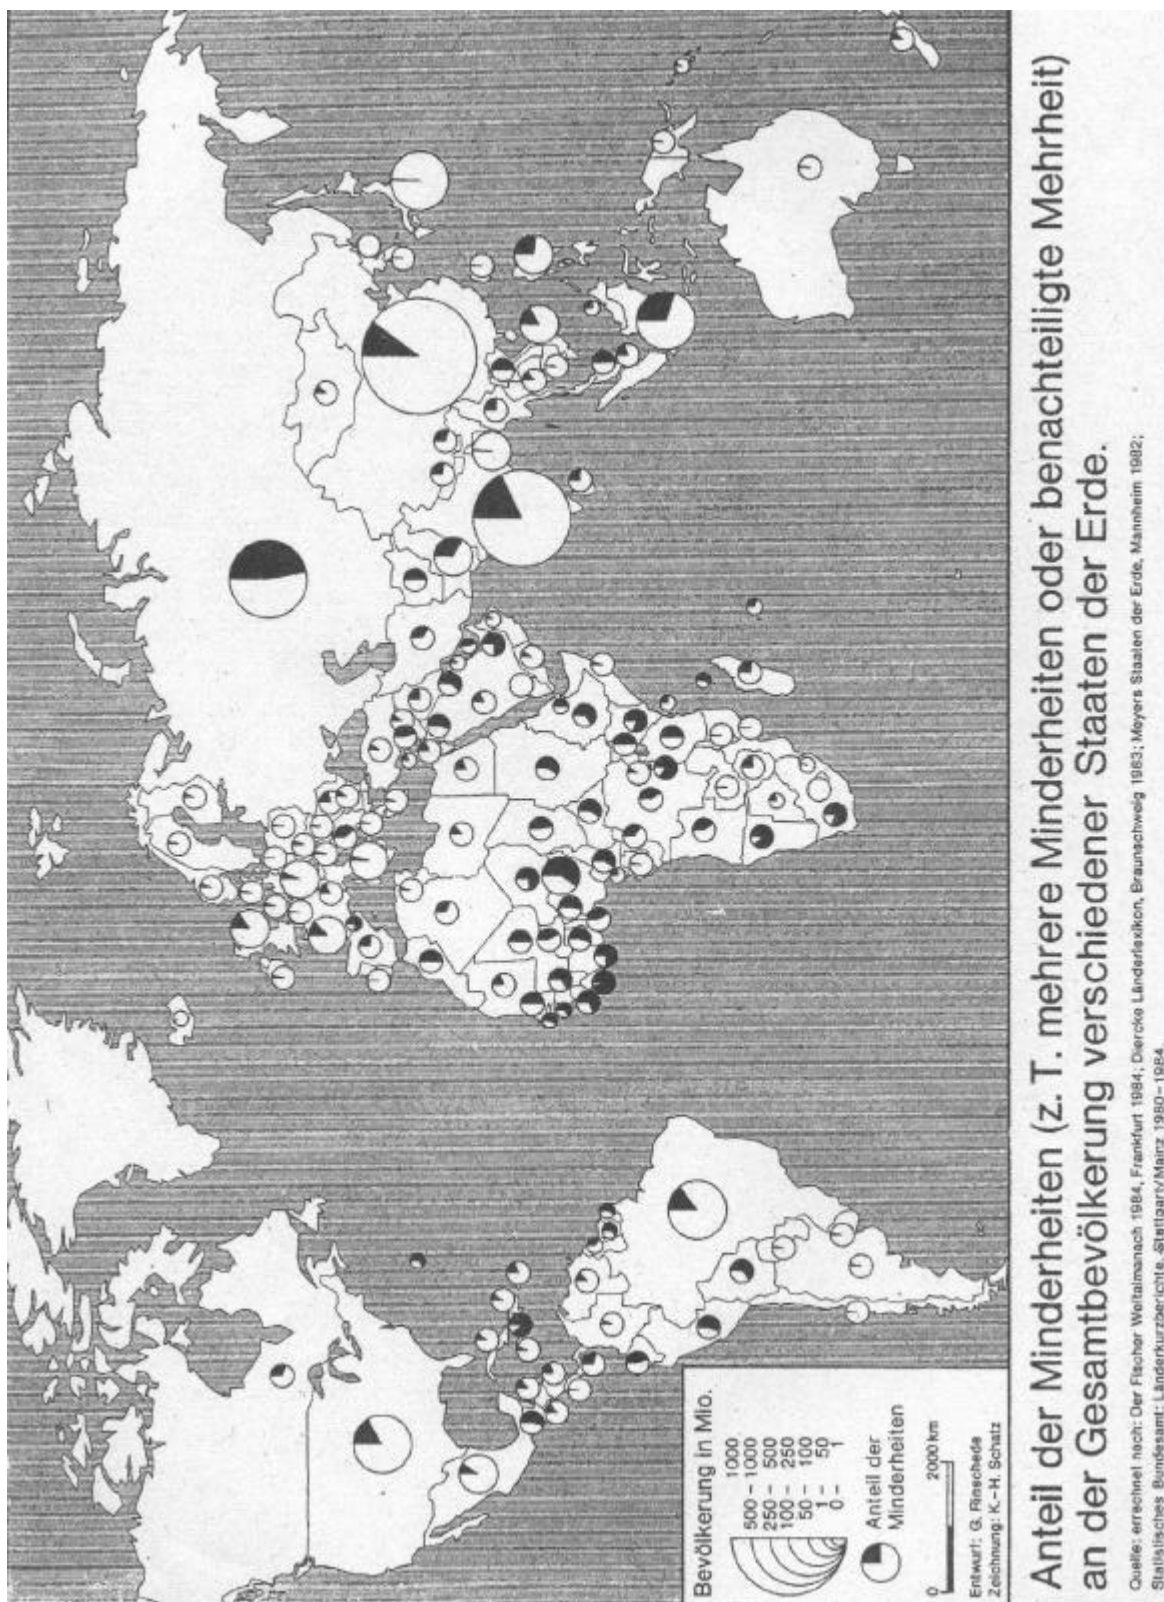 Bevölkerung in Mio.
1000
500 – 1000
250 – 500
100 – 250
50 – 100
1 – 50
0 – 1
Anteil der
Minderheiten
0 2000 km
Entwurf: G. Rinschede
Zeichnung: K.–H. Schatz
Anteil der Minderheiten (z. T. mehrere Minderheiten oder benachteiligte Mehrheit)
an der Gesamtbevölkerung verschiedener Staaten der Erde.
Quelle: errechnet nach: Der Fischer Weltalmanach 1984, Frankfurt 1984; Diercke Länderlexikon, Braunschweig 1983; Meyers Staaten der Erde, Mannheim 1982;
Statistisches Bundesamt: Länderkurzberichte, Stuttgart/Mainz 1980–1984.